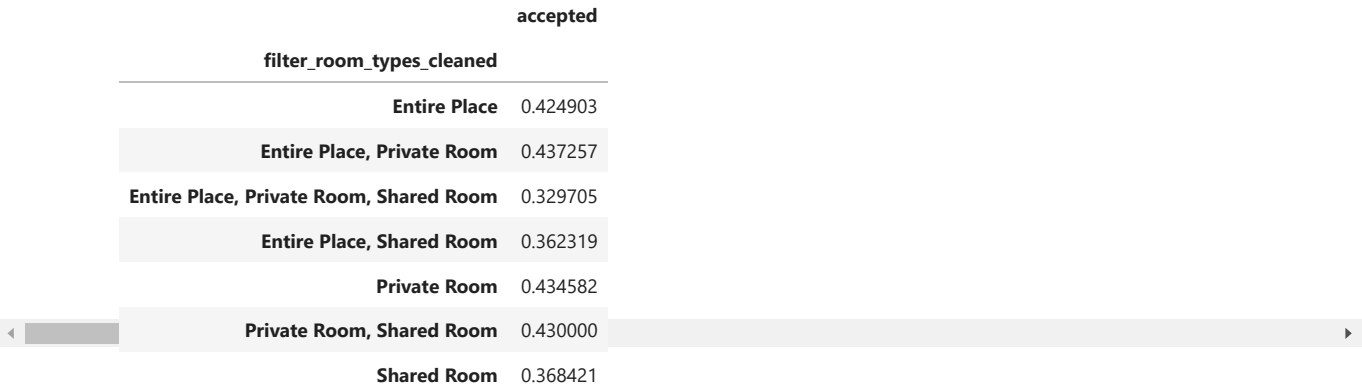 accepted
filter_room_types_cleaned
Entire Place 0.424903
Entire Place, Private Room 0.437257
Entire Place, Private Room, Shared Room 0.329705
Entire Place, Shared Room 0.362319
Private Room 0.434582
Private Room, Shared Room 0.430000
Shared Room 0.368421